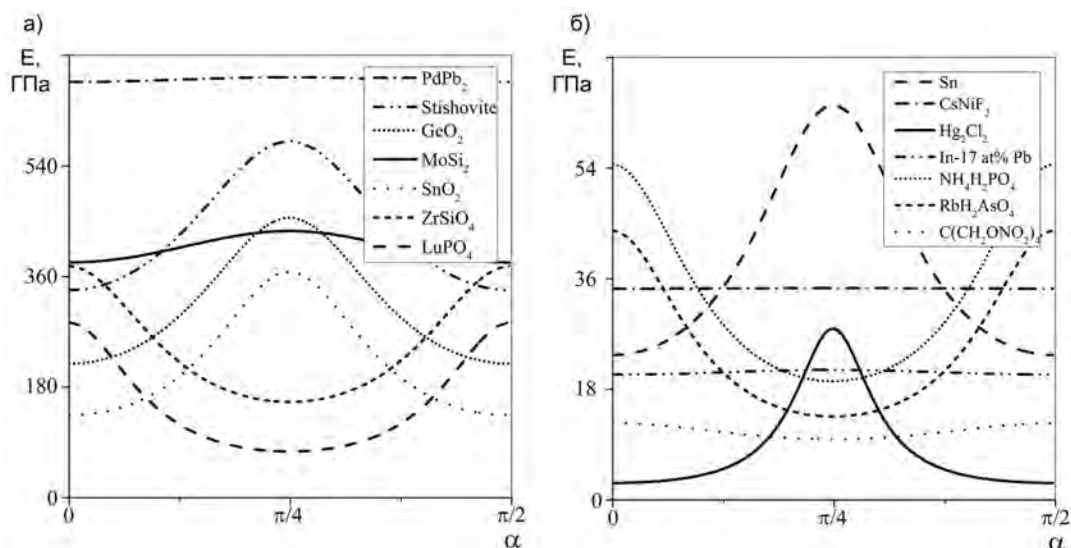 а)
E,
ГПа
540
360
180
0
0
π/4
π/2
α
PdPb₂
Stishovite
GeO₂
MoSi₂
SnO₂
ZrSiO₄
LuPO₄
б)
E,
ГПа
54
36
18
0
0
π/4
π/2
α
Sn
CsNiF₃
Hg₂Cl₂
In-17 at% Pb
NH₄H₂PO₄
RbH₂AsO₄
C(CH₂ONO₂)₄